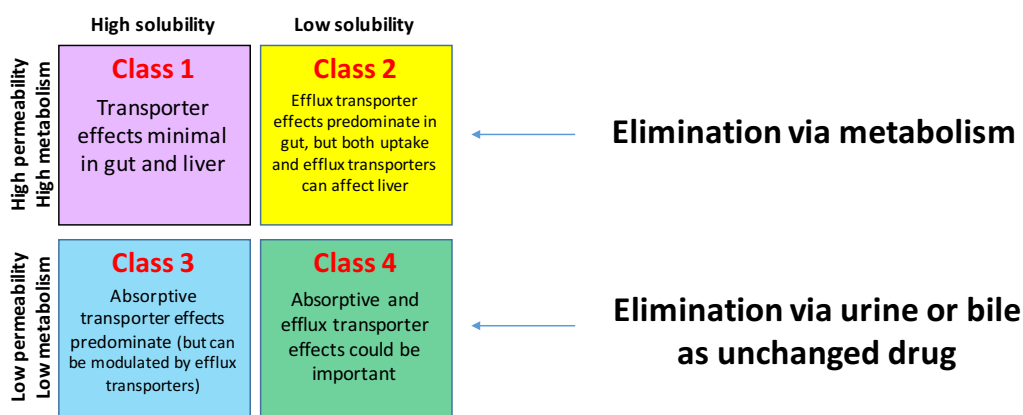 High solubility
Low solubility
High permeability
High metabolism
Class 1
Transporter
effects minimal
in gut and liver
Class 2
Efflux transporter
effects predominate in
gut, but both uptake
and efflux transporters
can affect liver
Elimination via metabolism
Low permeability
Low metabolism
Class 3
Absorptive
transporter effects
predominate (but can
be modulated by efflux
transporters)
Class 4
Absorptive and
efflux transporter
effects could be
important
Elimination via urine or bile
as unchanged drug